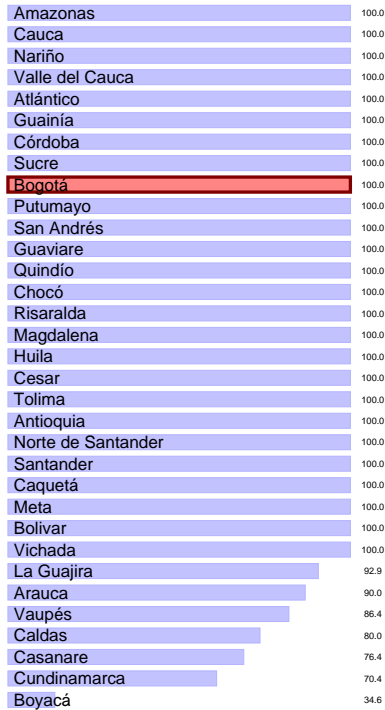 Amazonas 100.0
Cauca 100.0
Nariño 100.0
Valle del Cauca 100.0
Atlántico 100.0
Guainía 100.0
Córdoba 100.0
Sucre 100.0
Bogotá 100.0
Putumayo 100.0
San Andrés 100.0
Guaviare 100.0
Quindío 100.0
Chocó 100.0
Risaralda 100.0
Magdalena 100.0
Huila 100.0
Cesar 100.0
Tolima 100.0
Antioquia 100.0
Norte de Santander 100.0
Santander 100.0
Caquetá 100.0
Meta 100.0
Bolivar 100.0
Vichada 100.0
La Guajira 92.9
Arauca 90.0
Vaupés 86.4
Caldas 80.0
Casanare 76.4
Cundinamarca 70.4
Boyacá 34.6